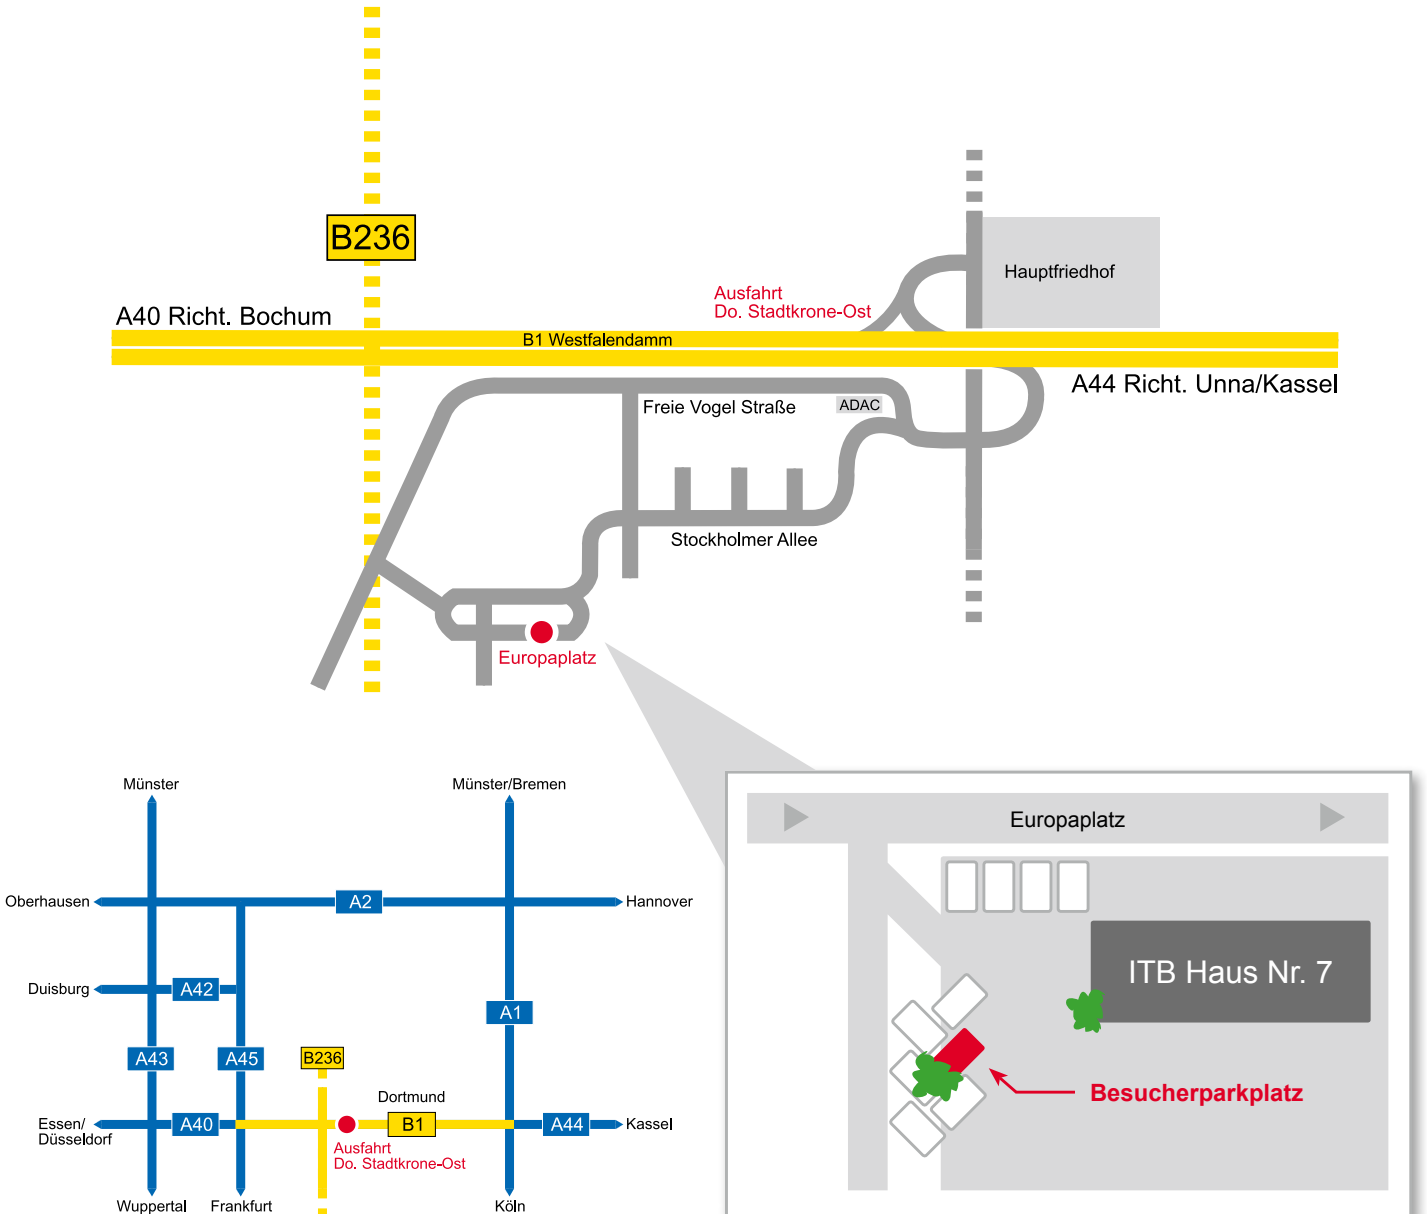 B236
Hauptfriedhof
Ausfahrt
Do. Stadtkrone-Ost
A40 Richt. Bochum
B1 Westfalendamm
A44 Richt. Unna/Kassel
Freie Vogel Straße
ADAC
Stockholmer Allee
Europaplatz
Münster
Münster/Bremen
Oberhausen
A2
Hannover
Duisburg
A42
A1
A43
A45
B236
Dortmund
Essen/
Düsseldorf
A40
B1
A44
Kassel
Ausfahrt
Do. Stadtkrone-Ost
Wuppertal
Frankfurt
Köln
Europaplatz
ITB Haus Nr. 7
Besucherparkplatz